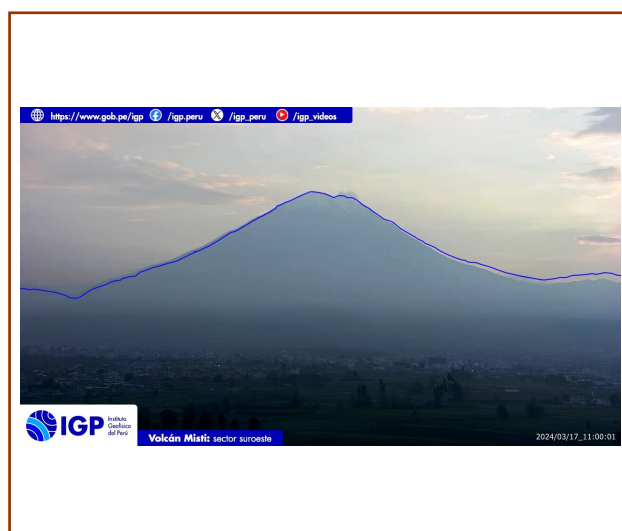 https://www.gob.pe/igp /igp.peru /igp_peru /igp_videos
IGP
Instituto
Geofísico
del Perú
Volcán Misti: sector suroeste
2024/03/17_11:00:01